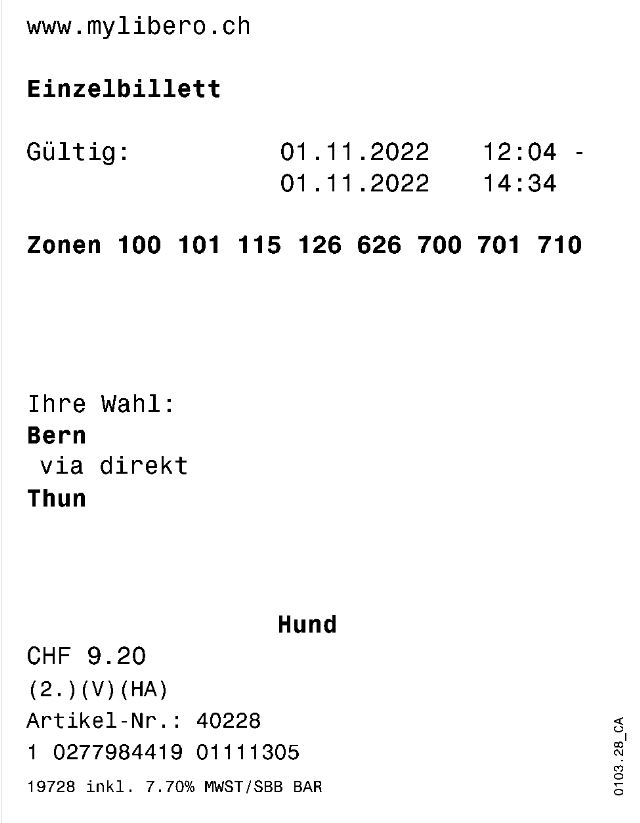 www.mylibero.ch
Einzelbillett
Gültig: 01.11.2022 12:04 -
01.11.2022 14:34
Zonen 100 101 115 126 626 700 701 710
Ihre Wahl:
Bern
via direkt
Thun
Hund
CHF 9.20
(2.)(V)(HA)
Artikel-Nr.: 40228
1 0277984419 01111305
19728 inkl. 7.70% MWST/SBB BAR
0103.28_CA